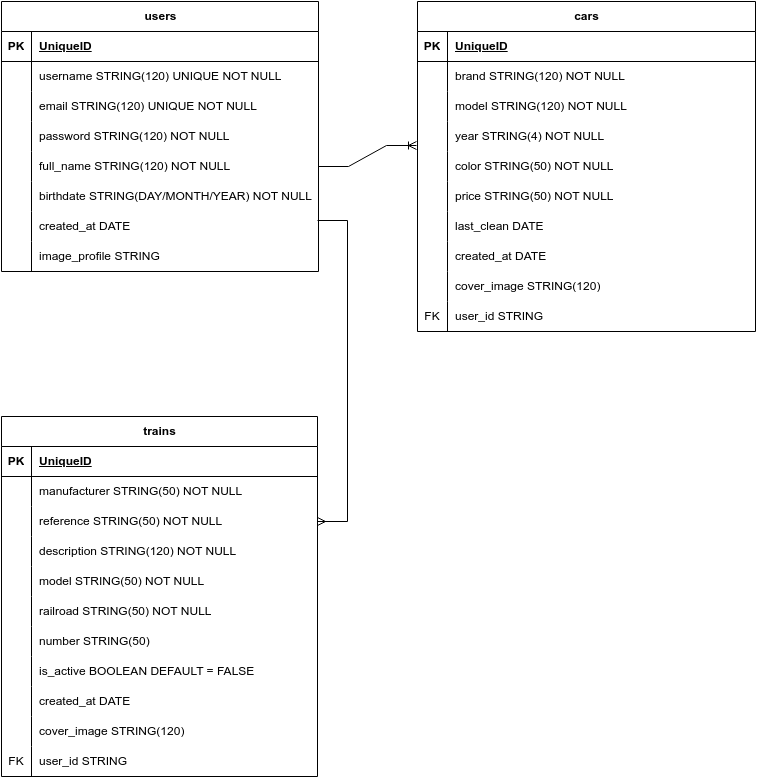 users
PK UniqueID
username STRING(120) UNIQUE NOT NULL
email STRING(120) UNIQUE NOT NULL
password STRING(120) NOT NULL
full_name STRING(120) NOT NULL
birthdate STRING(DAY/MONTH/YEAR) NOT NULL
created_at DATE
image_profile STRING
cars
PK UniqueID
brand STRING(120) NOT NULL
model STRING(120) NOT NULL
year STRING(4) NOT NULL
color STRING(50) NOT NULL
price STRING(50) NOT NULL
last_clean DATE
created_at DATE
cover_image STRING(120)
FK user_id STRING
trains
PK UniqueID
manufacturer STRING(50) NOT NULL
reference STRING(50) NOT NULL
description STRING(120) NOT NULL
model STRING(50) NOT NULL
railroad STRING(50) NOT NULL
number STRING(50)
is_active BOOLEAN DEFAULT = FALSE
created_at DATE
cover_image STRING(120)
FK user_id STRING